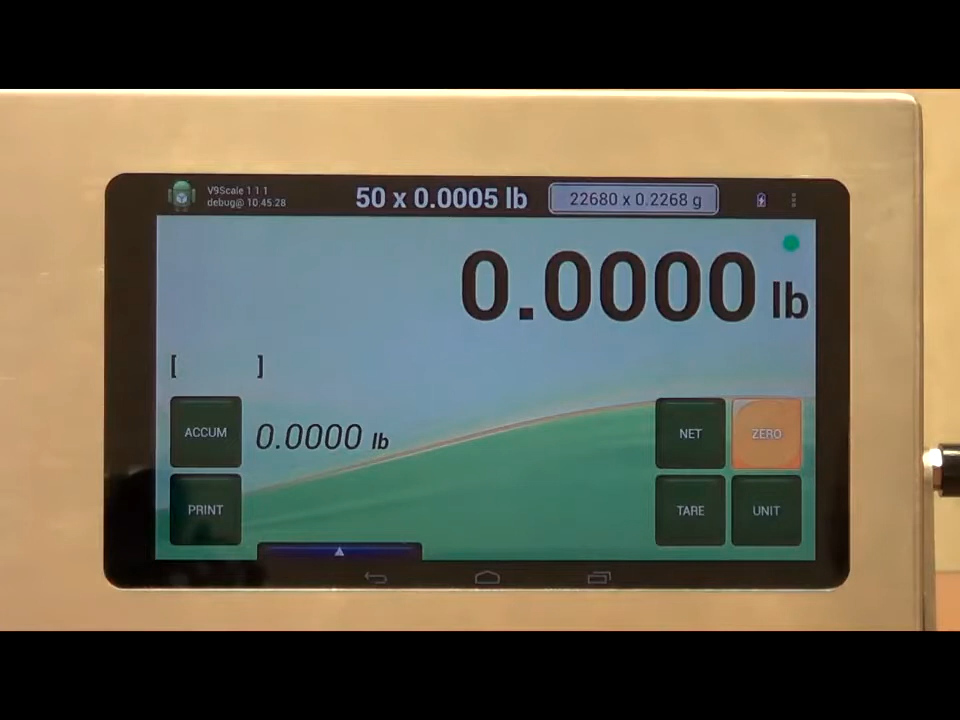 V9Scale 1 1 1
debug@ 10.45.28
50 x 0.0005 lb
22680 x 0.2268 g
0.0000 lb
[ ]
ACCUM
0.0000 lb
NET
ZERO
PRINT
TARE
UNIT